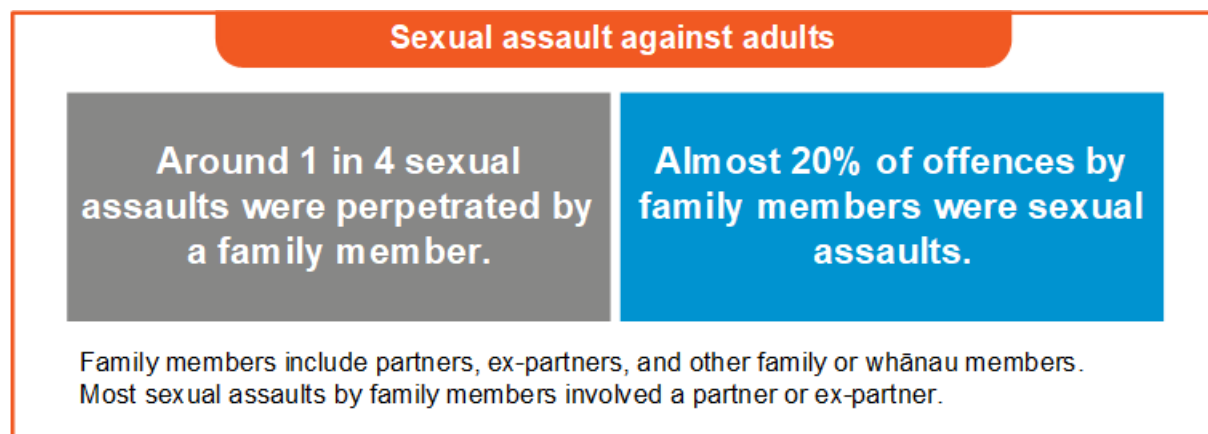 Sexual assault against adults
Around 1 in 4 sexual
assaults were perpetrated by
a family member.
Almost 20% of offences by
family members were sexual
assaults.
Family members include partners, ex-partners, and other family or whānau members.
Most sexual assaults by family members involved a partner or ex-partner.